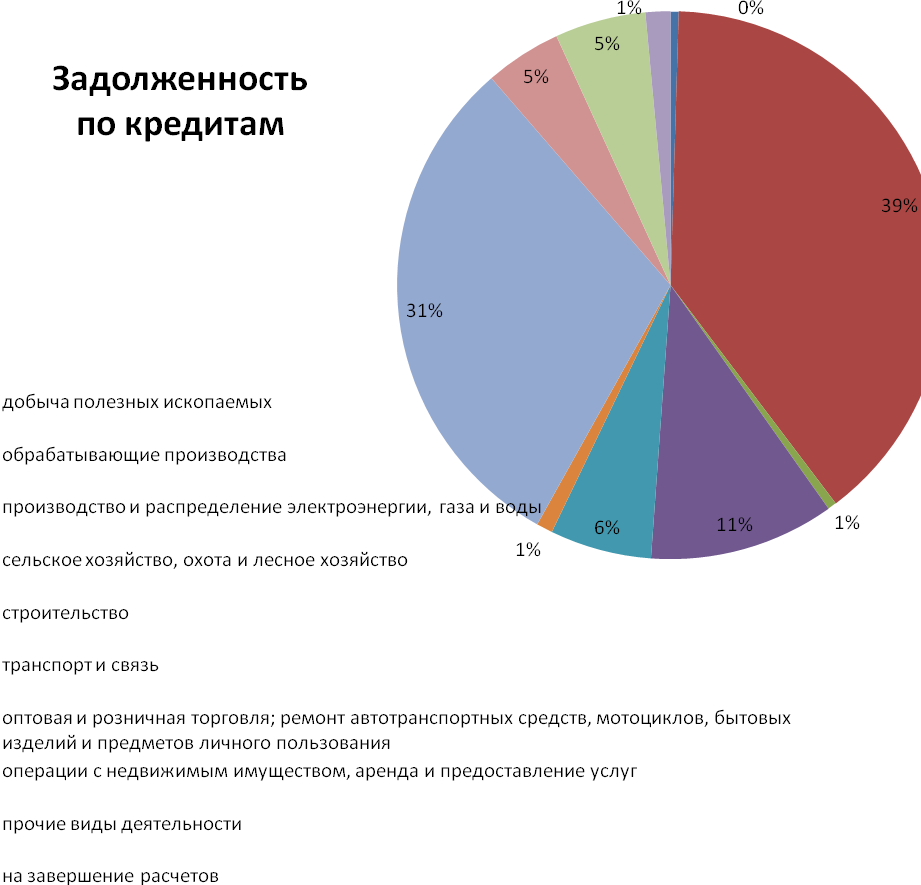 1%
0%
Задолженность
по кредитам
5%
5%
39%
31%
добыча полезных ископаемых
обрабатывающие производства
производство и распределение электроэнергии, газа и воды
11%
1%
6%
1%
сельское хозяйство, охота и лесное хозяйство
строительство
транспорт и связь
оптовая и розничная торговля; ремонт автотранспортных средств, мотоциклов, бытовых
изделий и предметов личного пользования
операции с недвижимым имуществом, аренда и предоставление услуг
прочие виды деятельности
на завершение расчетов